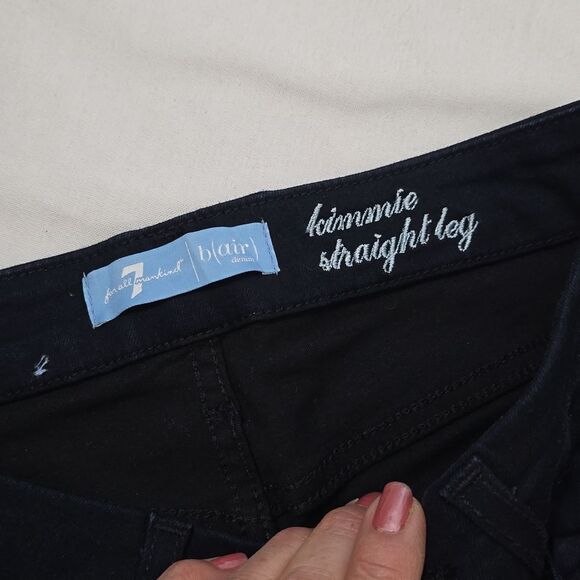 7
for all mankind
b(air)
denim
kimmie
straight leg